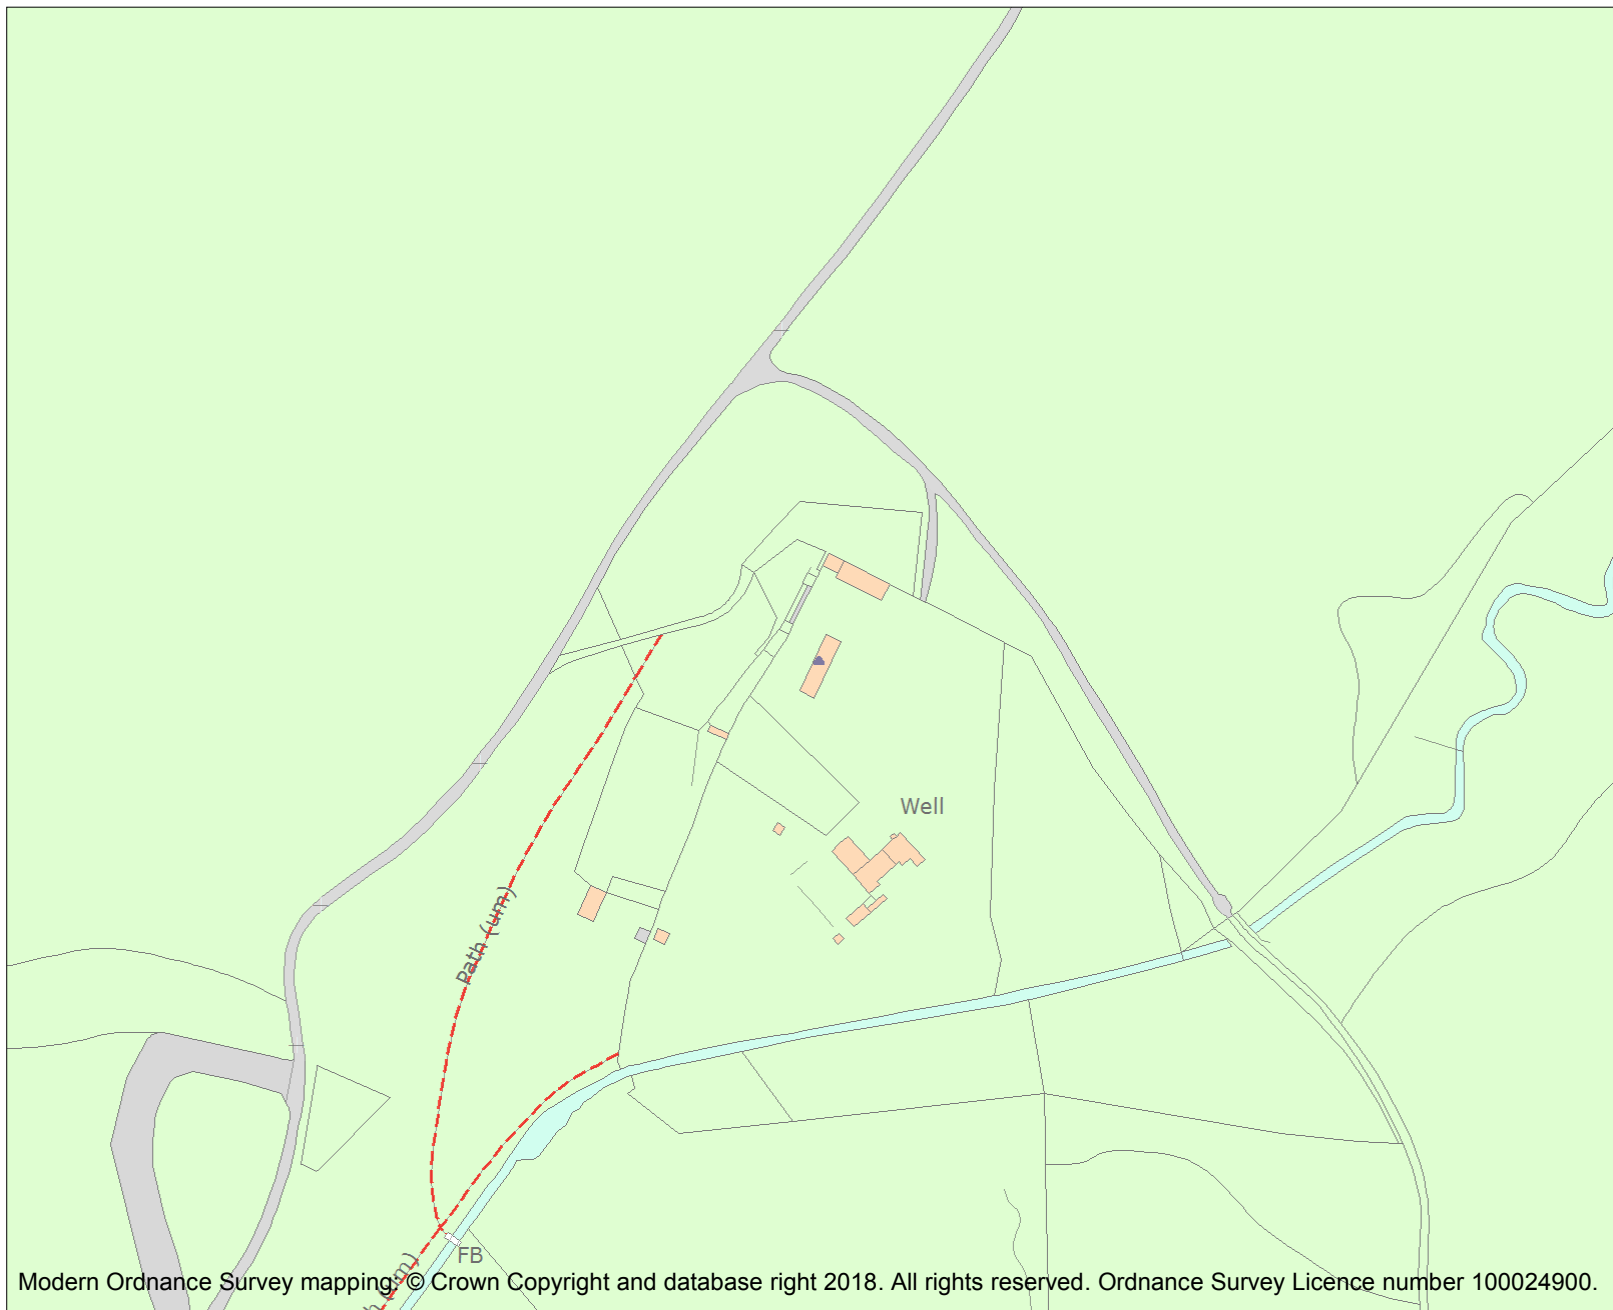 Well
Path (um)
FB
h (um)
Modern Ordnance Survey mapping: © Crown Copyright and database right 2018. All rights reserved. Ordnance Survey Licence number 100024900.